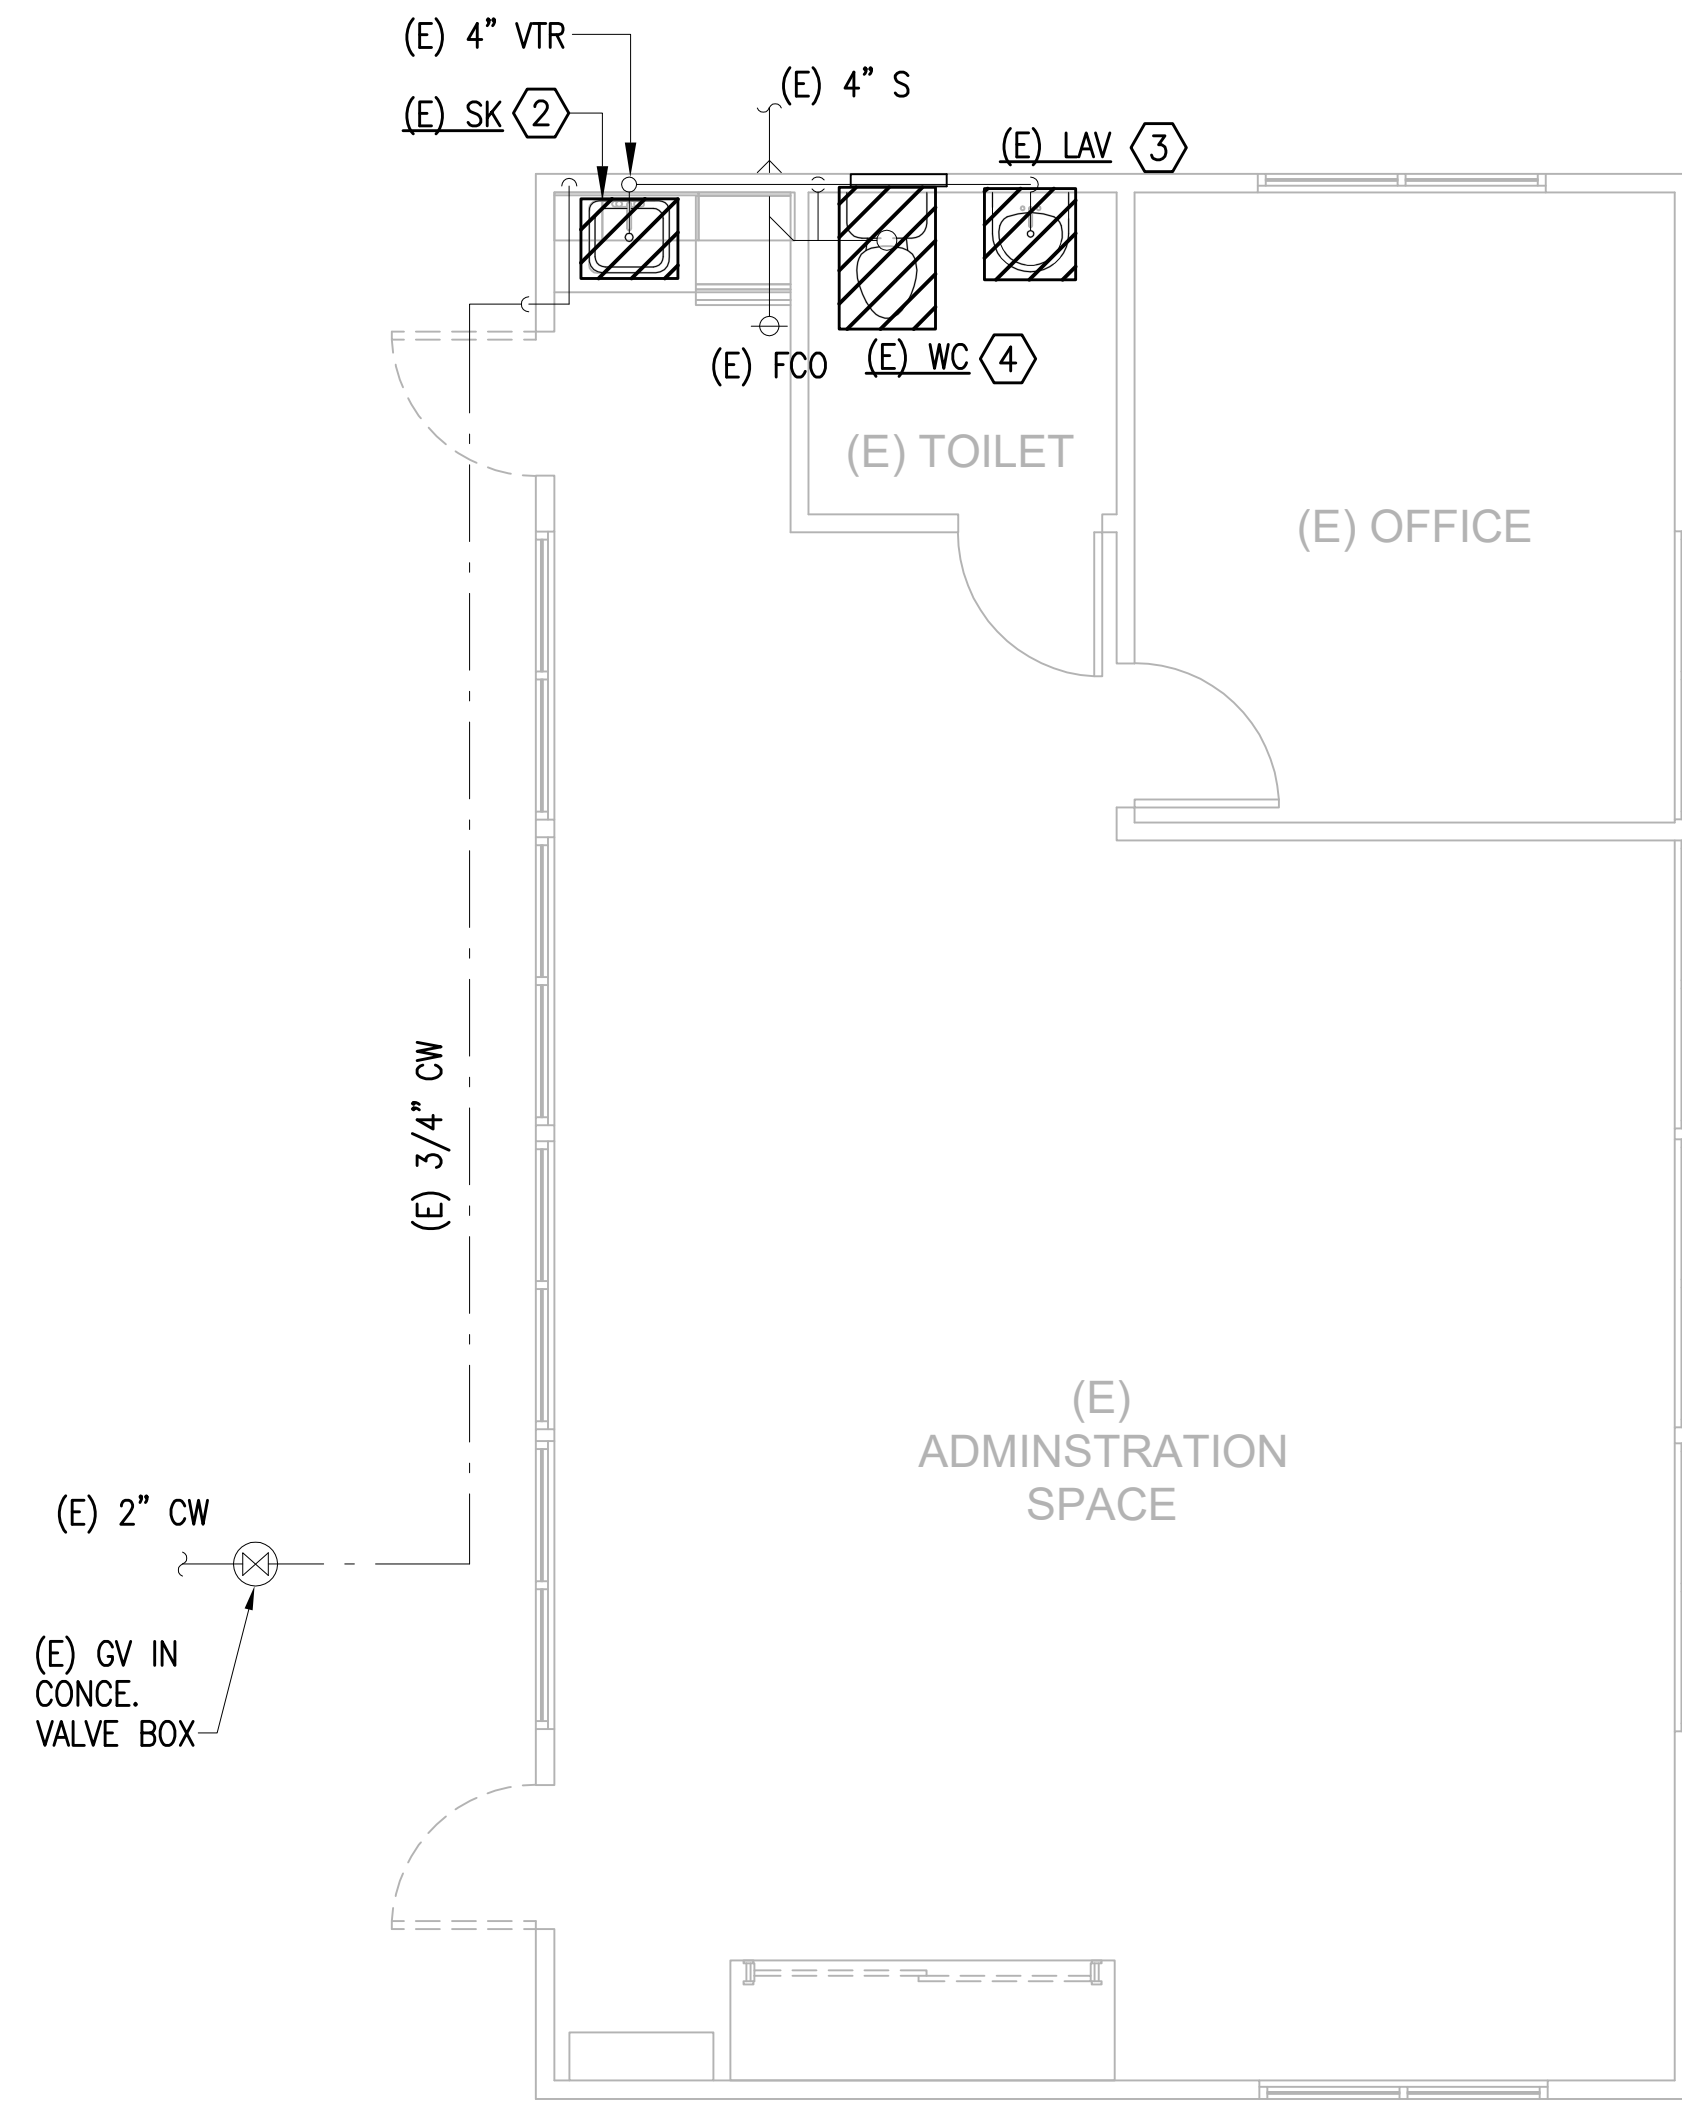 (E) 4" VTR
(E) 4" S
(E) SK 2
(E) LAV 3
(E) FCO
(E) WC 4
(E) TOILET
(E) OFFICE
(E) 3/4" CW
(E)
ADMINSTRATION
SPACE
(E) 2" CW
(E) GV IN
CONCE.
VALVE BOX